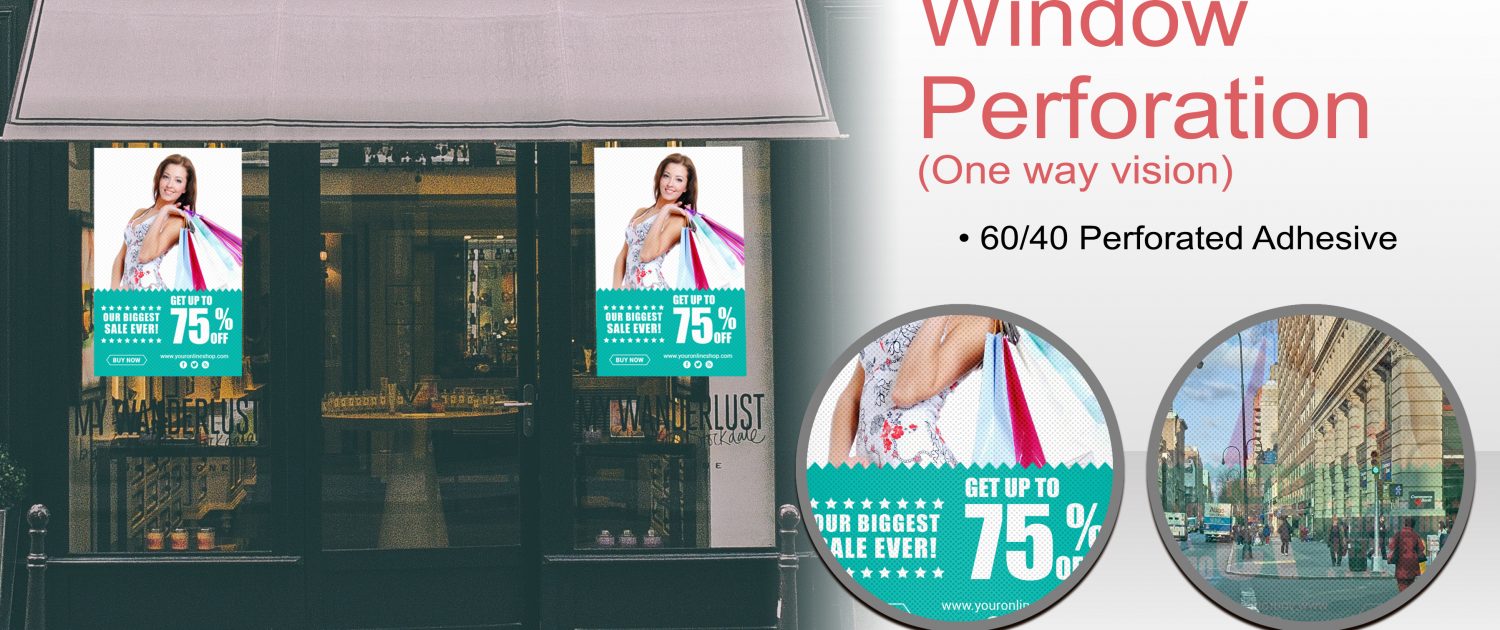 Window
Perforation
(One way vision)
• 60/40 Perforated Adhesive
GET UP TO
OUR BIGGEST
SALE EVER!
75%
OFF
BUY NOW
www.youronlineshop.com
GET UP TO
OUR BIGGEST
SALE EVER!
75%
OFF
BUY NOW
www.youronlineshop.com
MY WANDERLUST
MY WANDERLUST
GET UP TO
OUR BIGGEST
ALE EVER!
75%
www.youronlin